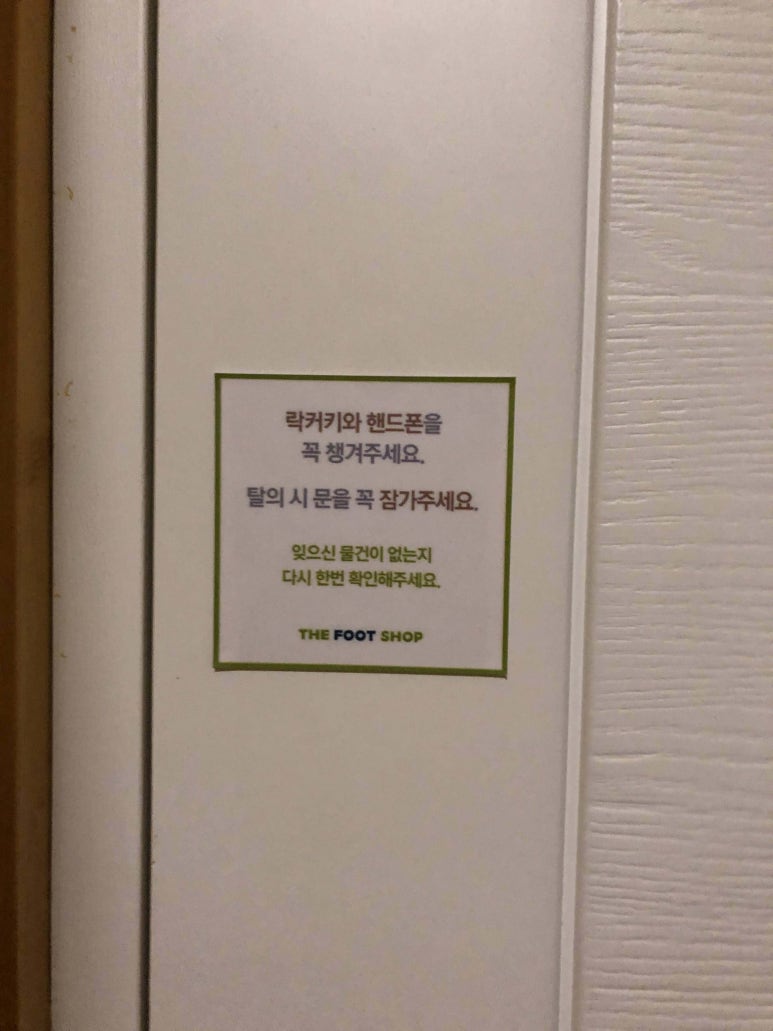 락커키와 핸드폰을
꼭 챙겨주세요.
탈의 시 문을 꼭 잠가주세요.
잊으신 물건이 없는지
다시 한번 확인해주세요.
THE FOOT SHOP